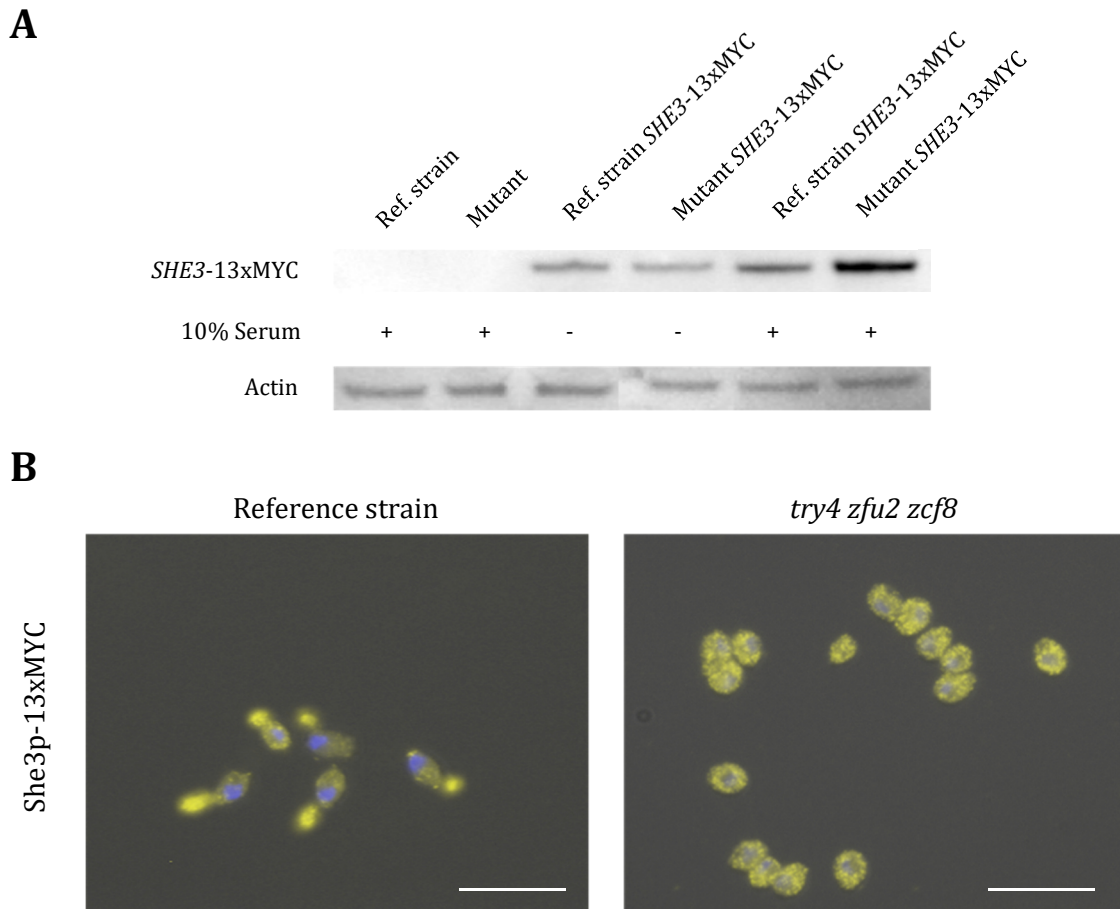 A
Ref. strain
Mutant
Ref. strain SHE3-13xMYC
Mutant SHE3-13xMYC
Ref. strain SHE3-13xMYC
Mutant SHE3-13xMYC
SHE3-13xMYC
10% Serum + + - - + +
Actin
B
Reference strain
try4 zfu2 zcf8
She3p-13xMYC